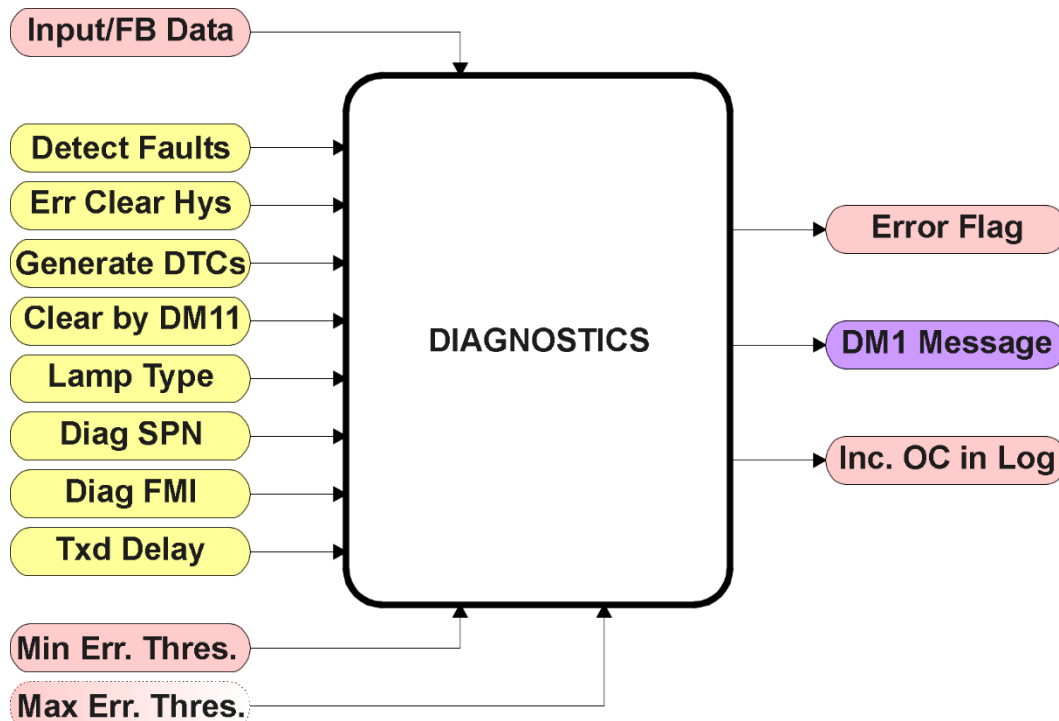 Input/FB Data
Detect Faults
Err Clear Hys
Generate DTCs
Clear by DM11
Lamp Type
Diag SPN
Diag FMI
Txd Delay
Min Err. Thres.
Max Err. Thres.
DIAGNOSTICS
Error Flag
DM1 Message
Inc. OC in Log